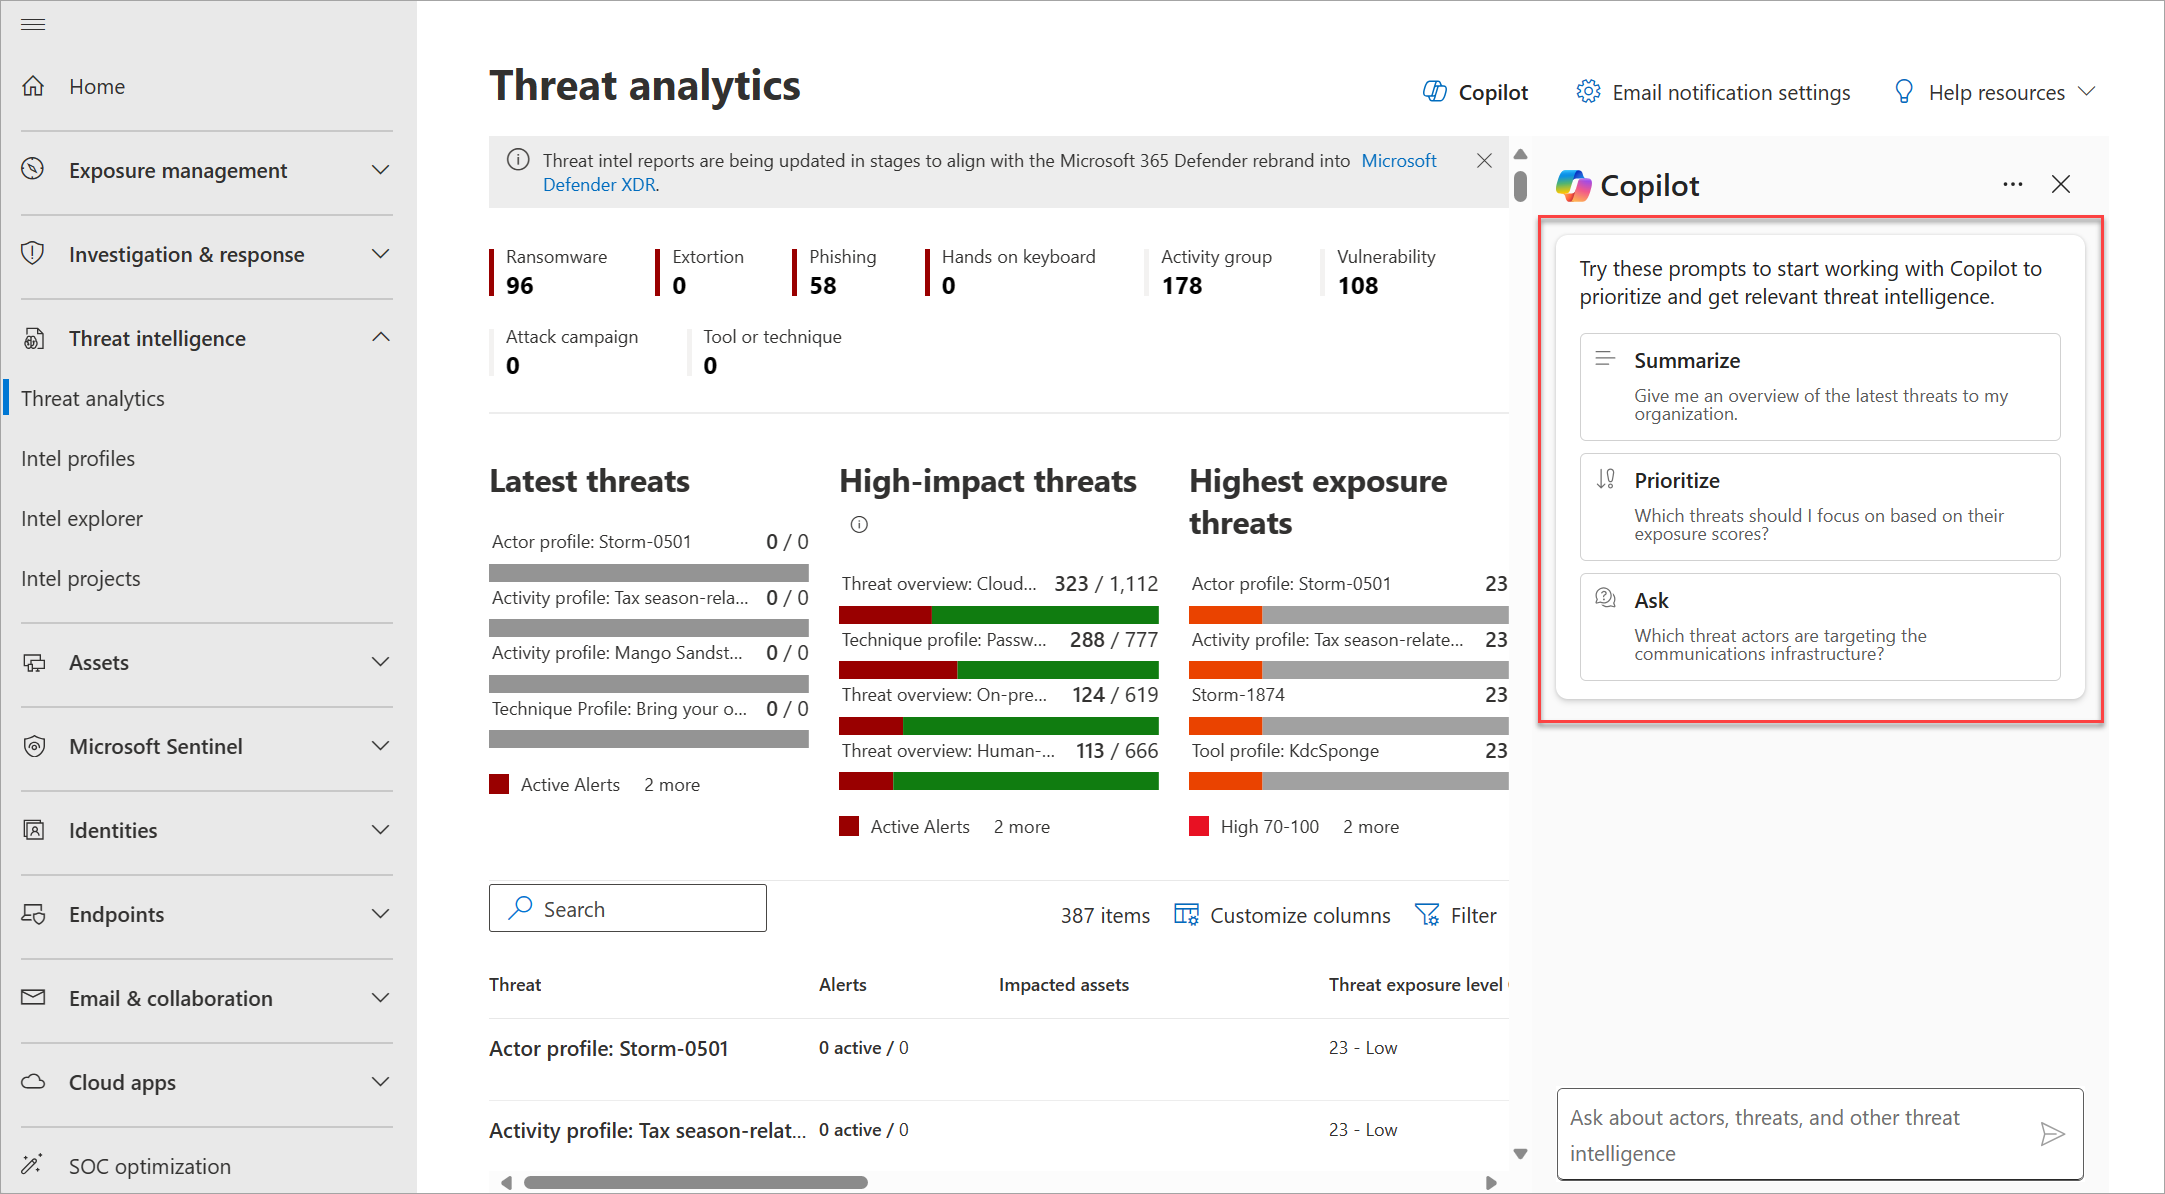 Home
Exposure management
Investigation & response
Threat intelligence
Threat analytics
Intel profiles
Intel explorer
Intel projects
Assets
Microsoft Sentinel
Identities
Endpoints
Email & collaboration
Cloud apps
SOC optimization
Threat analytics
Copilot
Email notification settings
Help resources
Threat intel reports are being updated in stages to align with the Microsoft 365 Defender rebrand into Microsoft
Defender XDR.
Ransomware
96
Extortion
0
Phishing
58
Hands on keyboard
0
Activity group
178
Vulnerability
108
Attack campaign
0
Tool or technique
0
Latest threats
Actor profile: Storm-0501 0 / 0
Activity profile: Tax season-rela... 0 / 0
Activity profile: Mango Sandst... 0 / 0
Technique Profile: Bring your o... 0 / 0
Active Alerts 2 more
High-impact threats
Threat overview: Cloud... 323 / 1,112
Technique profile: Passw... 288 / 777
Threat overview: On-pre... 124 / 619
Threat overview: Human-... 113 / 666
Active Alerts 2 more
Highest exposure
threats
Actor profile: Storm-0501 23
Activity profile: Tax season-relate... 23
Storm-1874 23
Tool profile: KdcSponge 23
High 70-100 2 more
Search
387 items
Customize columns
Filter
Threat Alerts Impacted assets Threat exposure level
Actor profile: Storm-0501 0 active / 0 23 - Low
Activity profile: Tax season-relat... 0 active / 0 23 - Low
Copilot
Try these prompts to start working with Copilot to
prioritize and get relevant threat intelligence.
Summarize
Give me an overview of the latest threats to my
organization.
Prioritize
Which threats should I focus on based on their
exposure scores?
Ask
Which threat actors are targeting the
communications infrastructure?
Ask about actors, threats, and other threat
intelligence